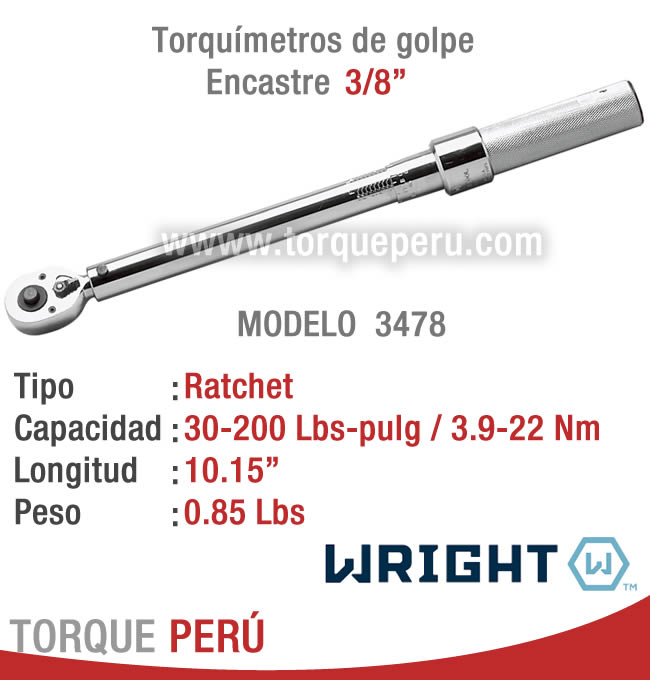 Torquímetros de golpe
Encastre 3/8”
www.torqueperu.com
MODELO 3478
Tipo : Ratchet
Capacidad : 30-200 Lbs-pulg / 3.9-22 Nm
Longitud : 10.15”
Peso : 0.85 Lbs
WRIGHT W ™
TORQUE PERÚ